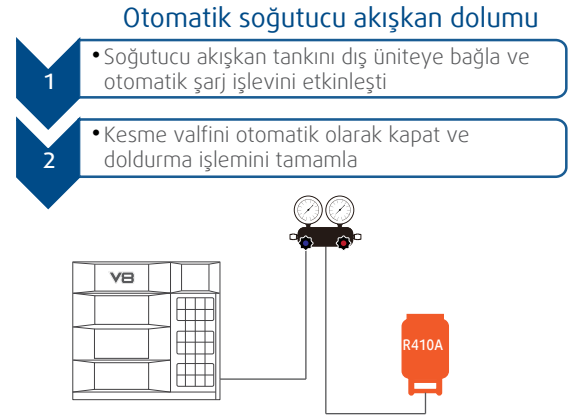 Otomatik soğutucu akışkan dolumu
1
• Soğutucu akışkan tankını dış üniteye bağla ve
otomatik şarj işlevini etkinleşti
2
• Kesme valfini otomatik olarak kapat ve
doldurma işlemini tamamla
V8
R410A